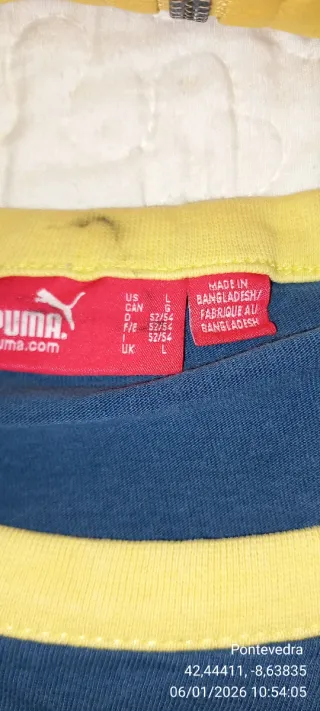 PUMA.
puma.com
US L
CAN G
D 52/54
F/E 52/54
I 52/54
UK L
MADE IN
BANGLADESH/
FABRIQUE AU
BANGLADESH
Pontevedra
42,44411, -8,63835
06/01/2026 10:54:05